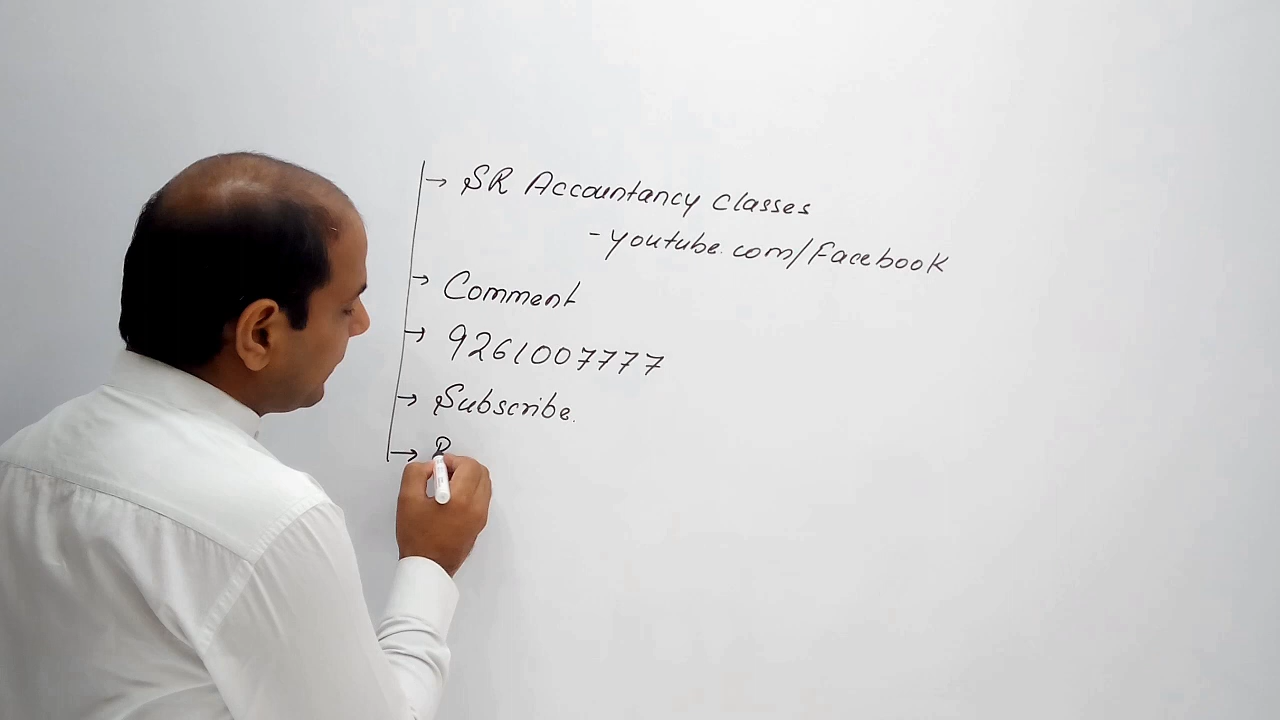 → SR Accountancy classes
- youtube.com/Facebook
→ Comment
→ 9261007777
→ Subscribe.
→